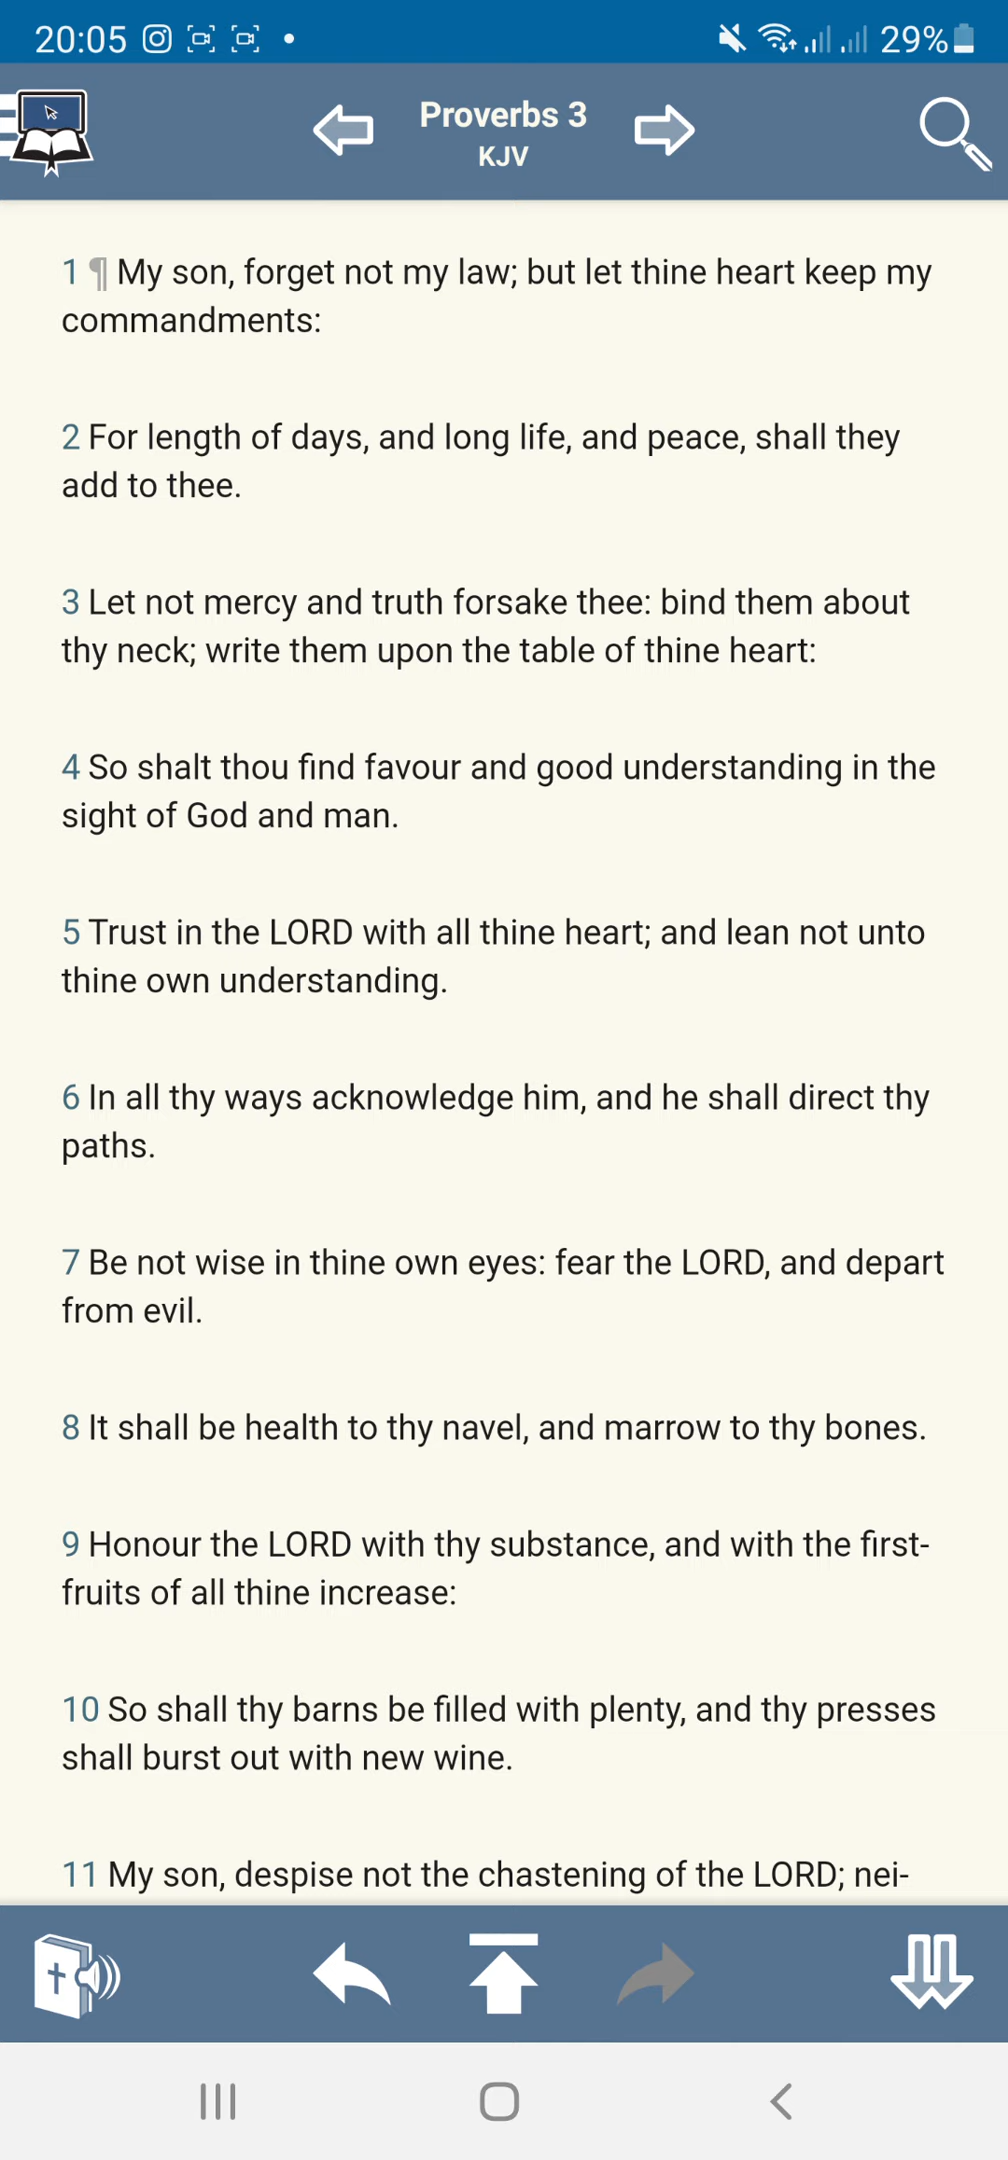 20:05 29%
Proverbs 3
KJV
1 ¶ My son, forget not my law; but let thine heart keep my
commandments:
2 For length of days, and long life, and peace, shall they
add to thee.
3 Let not mercy and truth forsake thee: bind them about
thy neck; write them upon the table of thine heart:
4 So shalt thou find favour and good understanding in the
sight of God and man.
5 Trust in the LORD with all thine heart; and lean not unto
thine own understanding.
6 In all thy ways acknowledge him, and he shall direct thy
paths.
7 Be not wise in thine own eyes: fear the LORD, and depart
from evil.
8 It shall be health to thy navel, and marrow to thy bones.
9 Honour the LORD with thy substance, and with the first-
fruits of all thine increase:
10 So shall thy barns be filled with plenty, and thy presses
shall burst out with new wine.
11 My son, despise not the chastening of the LORD; nei-